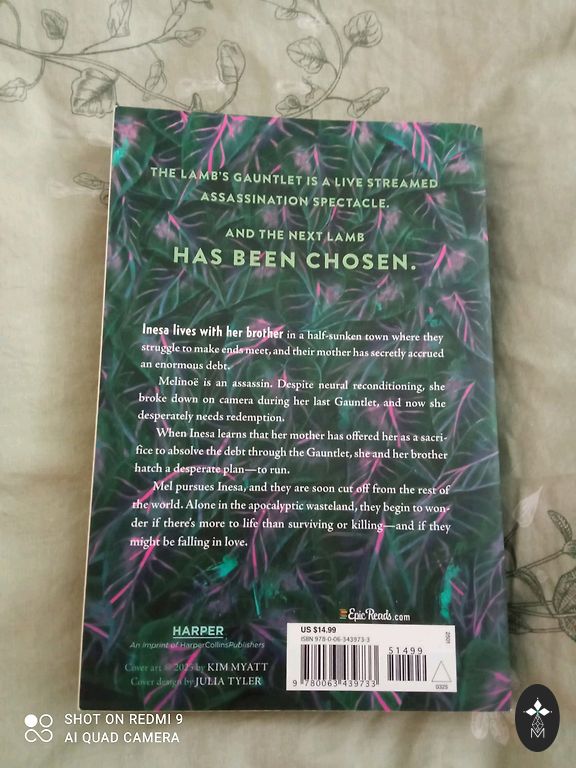 THE LAMB'S GAUNTLET IS A LIVE STREAMED
ASSASSINATION SPECTACLE.
AND THE NEXT LAMB
HAS BEEN CHOSEN.
Inesa lives with her brother in a half-sunken town where they
struggle to make ends meet, and their mother has secretly accrued
an enormous debt.
Melinoë is an assassin. Despite neural reconditioning, she
broke down on camera during her last Gauntlet, and now she
desperately needs redemption.
When Inesa learns that her mother has offered her as a sacri-
fice to absolve the debt through the Gauntlet, she and her brother
hatch a desperate plan—to run.
Mel pursues Inesa, and they are soon cut off from the rest of
the world. Alone in the apocalyptic wasteland, they begin to won-
der if there's more to life than surviving or killing—and if they
might be falling in love.
EpicReads.com
HARPER
An Imprint of HarperCollinsPublishers
Cover art © 2025 by KIM MYATT
Cover design by JULIA TYLER
US $14.99
ISBN 978-0-06-343973-3
51499
9 780063 439733
2501
0325
SHOT ON REDMI 9
AI QUAD CAMERA
M